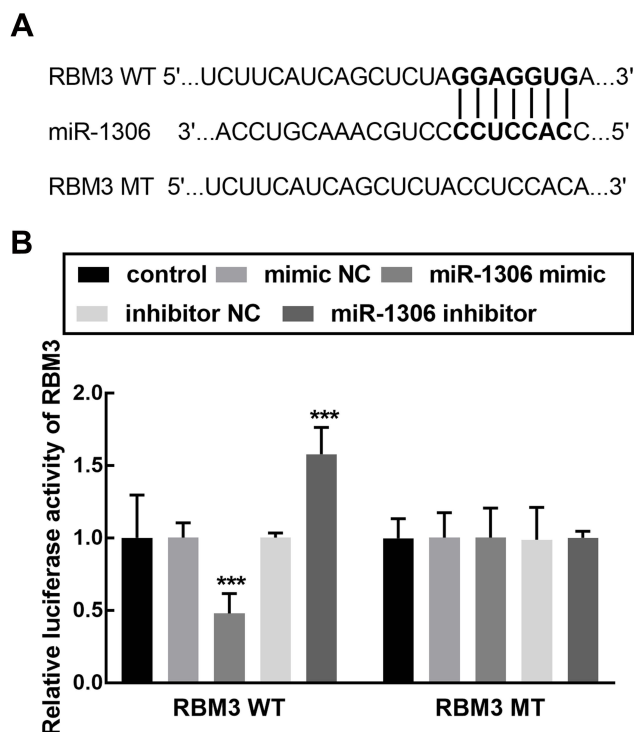 A
RBM3 WT 5'...UCUUCAUCAGCUCUAGGAGGUGA...3'
miR-1306 3'...ACCUGCAAACGUCCCCUCCACC...5'
RBM3 MT 5'...UCUUCAUCAGCUCUACCUCCACA...3'
B
control mimic NC miR-1306 mimic
inhibitor NC miR-1306 inhibitor
Relative luciferase activity of RBM3
2.0
1.5
1.0
0.5
0.0
*** ***
RBM3 WT RBM3 MT